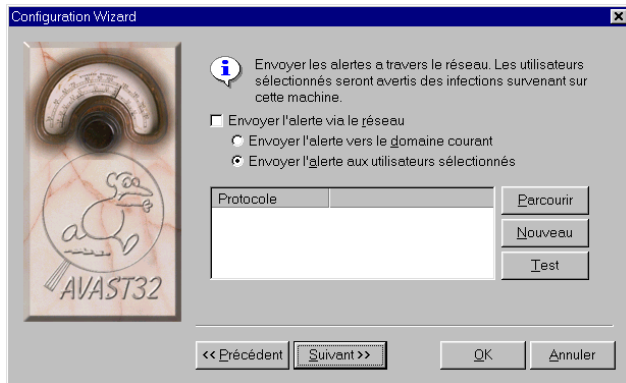 Configuration Wizard
Envoyer les alertes a travers le réseau. Les utilisateurs
sélectionnés seront avertis des infections survenant sur
cette machine.
Envoyer l'alerte via le réseau
Envoyer l'alerte vers le domaine courant
Envoyer l'alerte aux utilisateurs sélectionnés
Protocole
Parcourir
Nouveau
Test
AVAST32
<< Précédent
Suivant >>
OK
Annuler